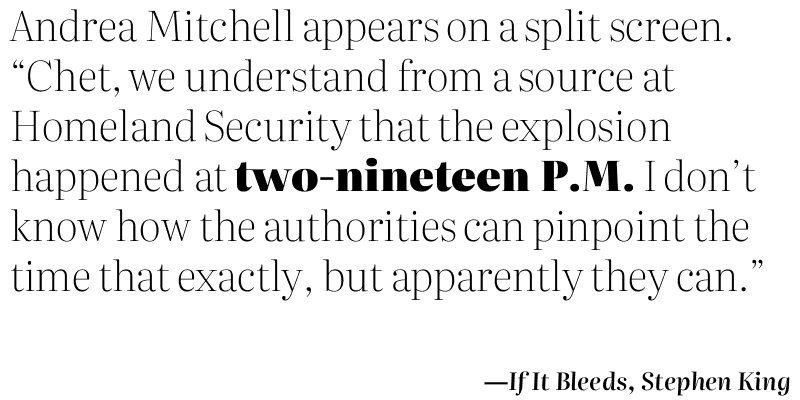 Andrea Mitchell appears on a split screen.
“Chet, we understand from a source at
Homeland Security that the explosion
happened at two-nineteen P.M. I don’t
know how the authorities can pinpoint the
time that exactly, but apparently they can.”
—If It Bleeds, Stephen King